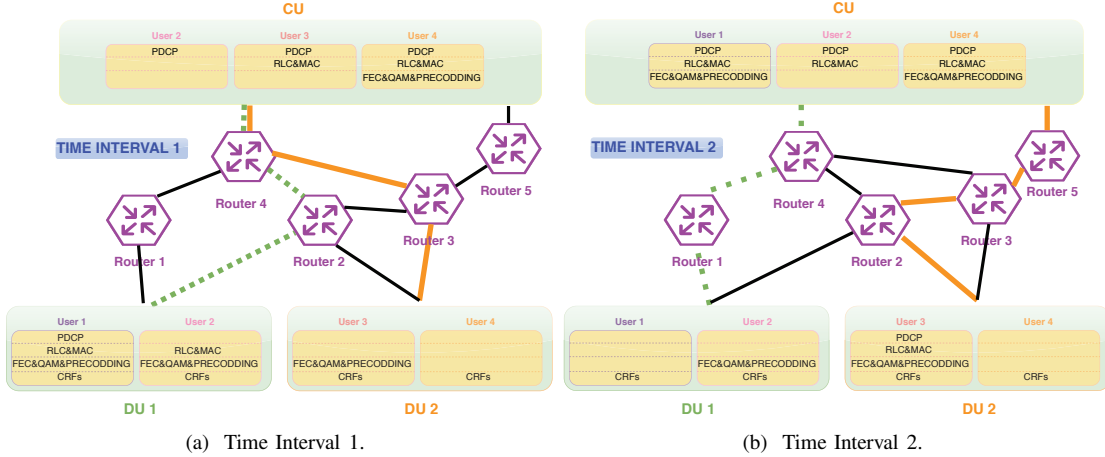 CU
User 2 User 3 User 4
PDCP PDCP PDCP
RLC&MAC RLC&MAC
FEC&QAM&PRECODDING
TIME INTERVAL 1
Router 5
Router 4
Router 3
Router 1 Router 2
User 1 User 2 User 3 User 4
PDCP
RLC&MAC RLC&MAC
FEC&QAM&PRECODDING FEC&QAM&PRECODDING FEC&QAM&PRECODDING
CRFs CRFs CRFs CRFs
DU 1 DU 2
(a) Time Interval 1.
CU
User 1 User 2 User 4
PDCP PDCP PDCP
RLC&MAC RLC&MAC RLC&MAC
FEC&QAM&PRECODDING FEC&QAM&PRECODDING
TIME INTERVAL 2
Router 5
Router 4
Router 3
Router 1 Router 2
User 1 User 2 User 3 User 4
PDCP
RLC&MAC
FEC&QAM&PRECODDING FEC&QAM&PRECODDING
CRFs CRFs CRFs CRFs
DU 1 DU 2
(b) Time Interval 2.